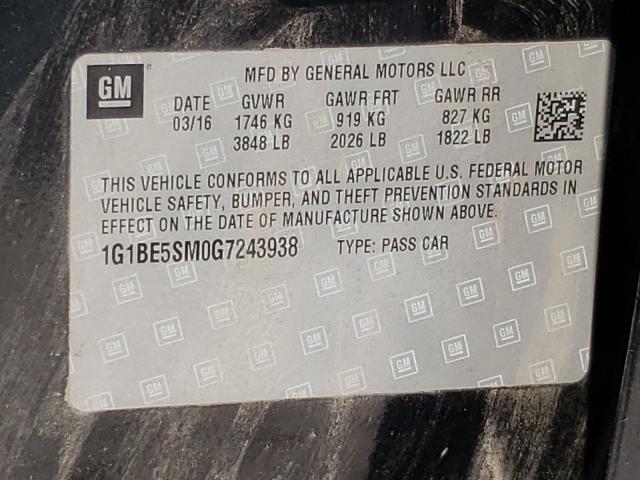 GM
MFD BY GENERAL MOTORS LLC
DATE GVWR GAWR FRT GAWR RR
03/16 1746 KG 919 KG 827 KG
3848 LB 2026 LB 1822 LB
THIS VEHICLE CONFORMS TO ALL APPLICABLE U.S. FEDERAL MOTOR
VEHICLE SAFETY, BUMPER, AND THEFT PREVENTION STANDARDS IN
EFFECT ON THE DATE OF MANUFACTURE SHOWN ABOVE.
1G1BE5SM0G7243938 TYPE: PASS CAR